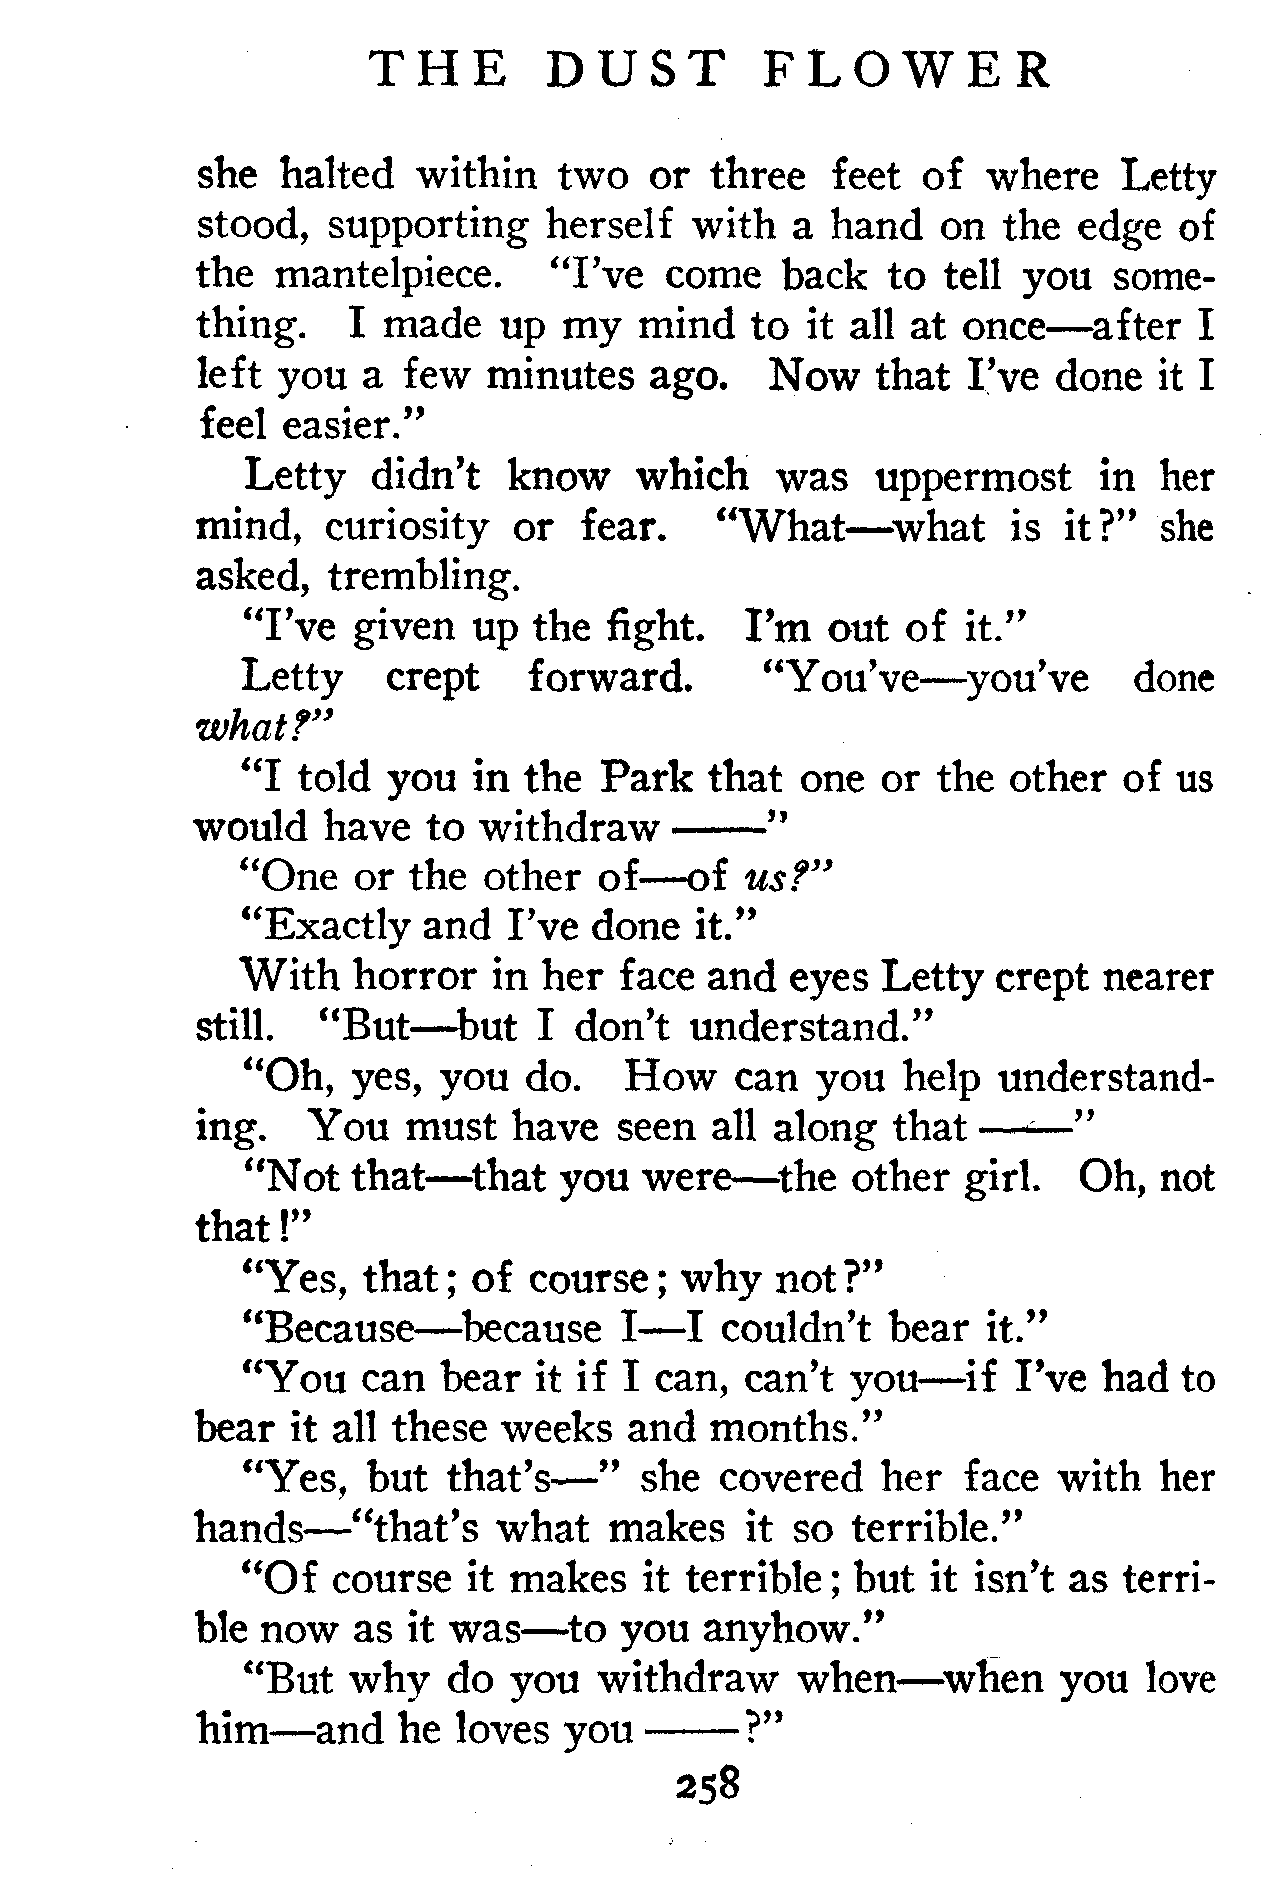 THE DUST FLOWER
she halted within two or three feet of where Letty
stood, supporting herself with a hand on the edge of
the mantelpiece. “I’ve come back to tell you some-
thing. I made up my mind to it all at once—after I
left you a few minutes ago. Now that I’ve done it I
feel easier.”
Letty didn’t know which was uppermost in her
mind, curiosity or fear. “What—what is it?” she
asked, trembling.
“I’ve given up the fight. I’m out of it.”
Letty crept forward. “You’ve—you’ve done
what?”
“I told you in the Park that one or the other of us
would have to withdraw ——”
“One or the other of—of us?”
“Exactly and I’ve done it.”
With horror in her face and eyes Letty crept nearer
still. “But—but I don’t understand.”
“Oh, yes, you do. How can you help understand-
ing. You must have seen all along that ——”
“Not that—that you were—the other girl. Oh, not
that!”
“Yes, that; of course; why not?”
“Because—because I—I couldn’t bear it.”
“You can bear it if I can, can’t you—if I’ve had to
bear it all these weeks and months.”
“Yes, but that’s—” she covered her face with her
hands—“that’s what makes it so terrible.”
“Of course it makes it terrible; but it isn’t as terri-
ble now as it was—to you anyhow.”
“But why do you withdraw when—when you love
him—and he loves you ——?”
258